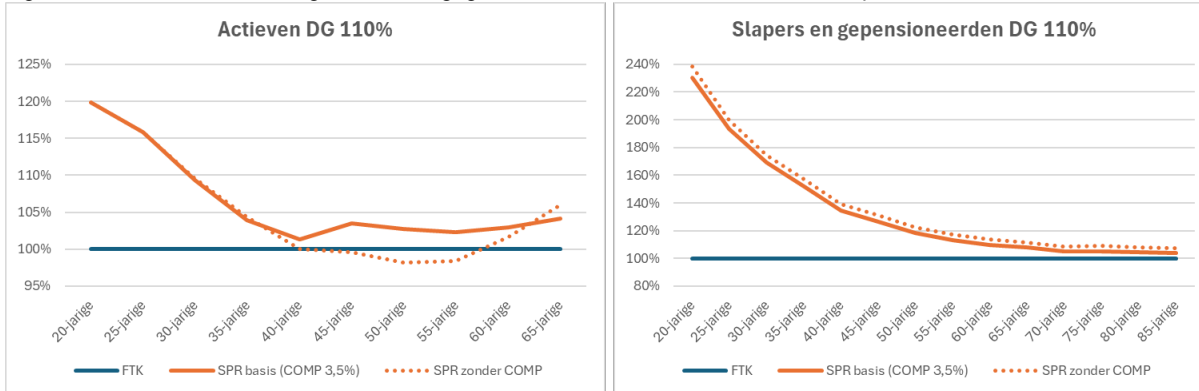 Actieven DG 110%
125%
120%
115%
110%
105%
100%
95%
20-jarige
25-jarige
30-jarige
35-jarige
40-jarige
45-jarige
50-jarige
55-jarige
60-jarige
65-jarige
FTK
SPR basis (COMP 3,5%)
SPR zonder COMP
Slapers en gepensioneerden DG 110%
240%
220%
200%
180%
160%
140%
120%
100%
80%
20-jarige
25-jarige
30-jarige
35-jarige
40-jarige
45-jarige
50-jarige
55-jarige
60-jarige
65-jarige
70-jarige
75-jarige
80-jarige
85-jarige
FTK
SPR basis (COMP 3,5%)
SPR zonder COMP